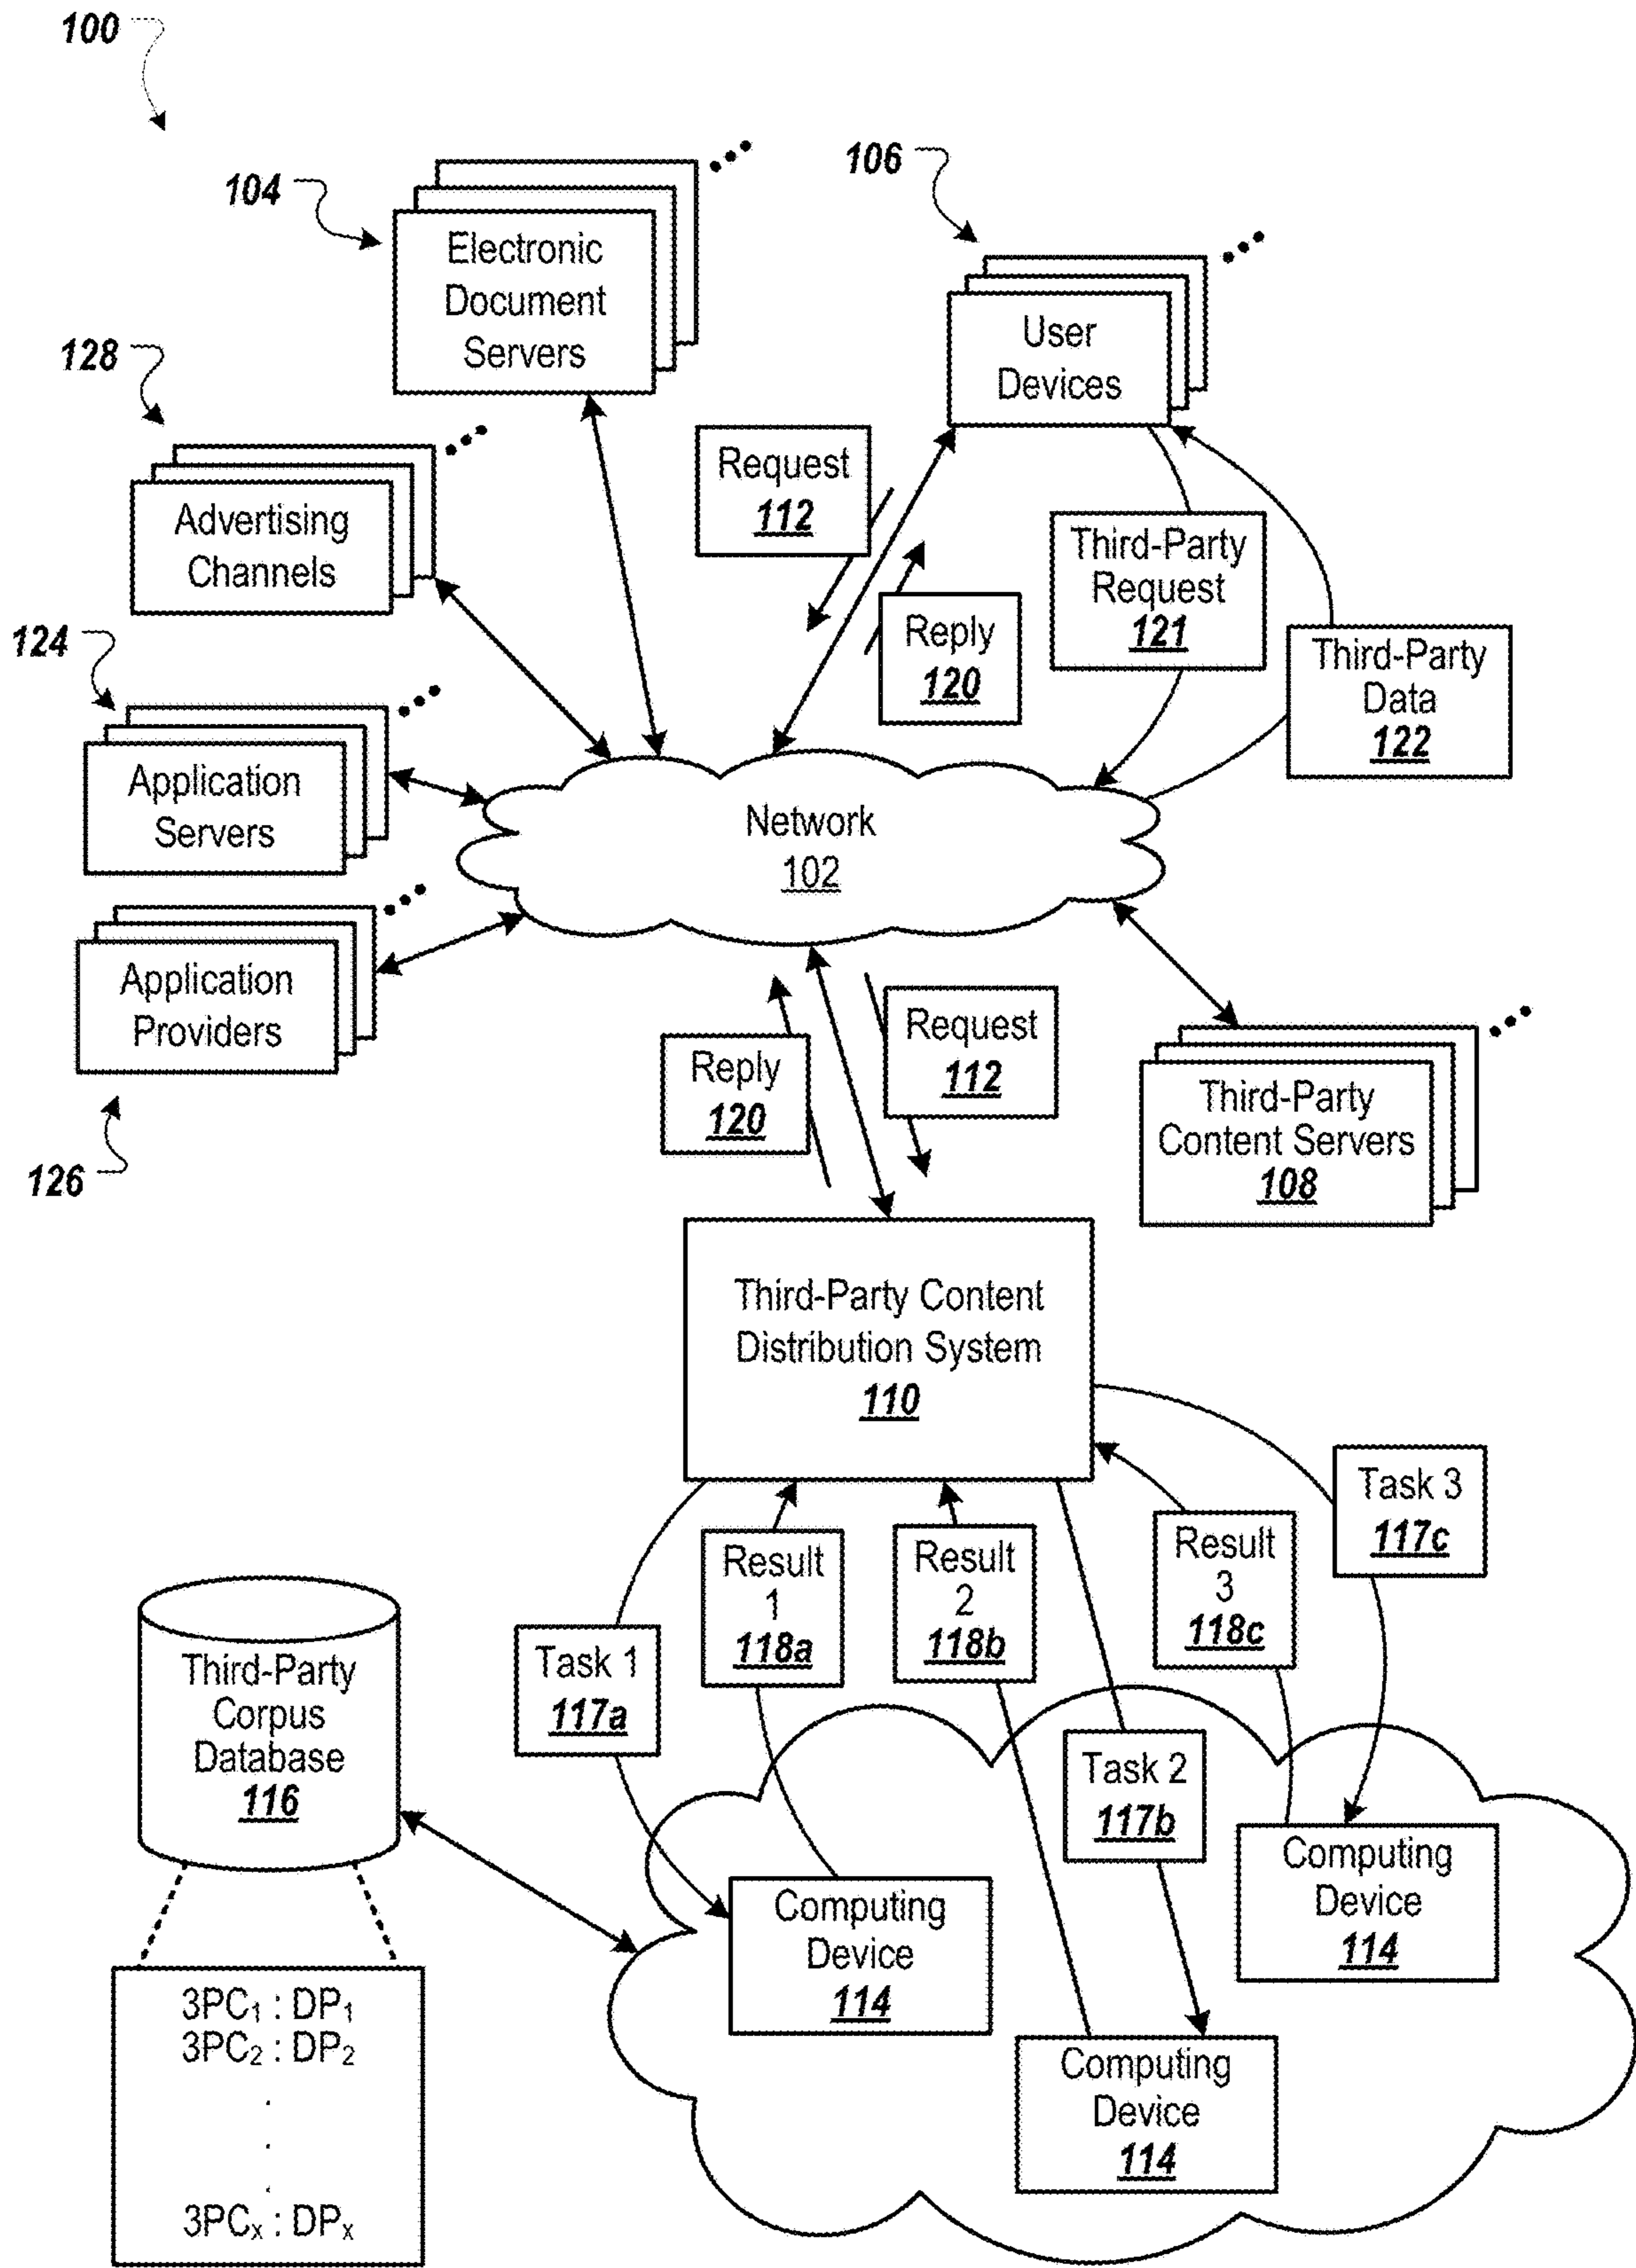 100
104
Electronic
Document
Servers
106
User
Devices
128
Advertising
Channels
Request
112
Reply
120
Third-Party
Request
121
Third-Party
Data
122
124
Application
Servers
Network
102
Application
Providers
126
Reply
120
Request
112
Third-Party
Content Servers
108
Third-Party Content
Distribution System
110
Task 1
117a
Result
1
118a
Result
2
118b
Task 2
117b
Result
3
118c
Task 3
117c
Third-Party
Corpus
Database
116
Computing
Device
114
Computing
Device
114
Computing
Device
114
3PC₁ : DP₁
3PC₂ : DP₂
.
.
.
3PCₓ : DPₓ